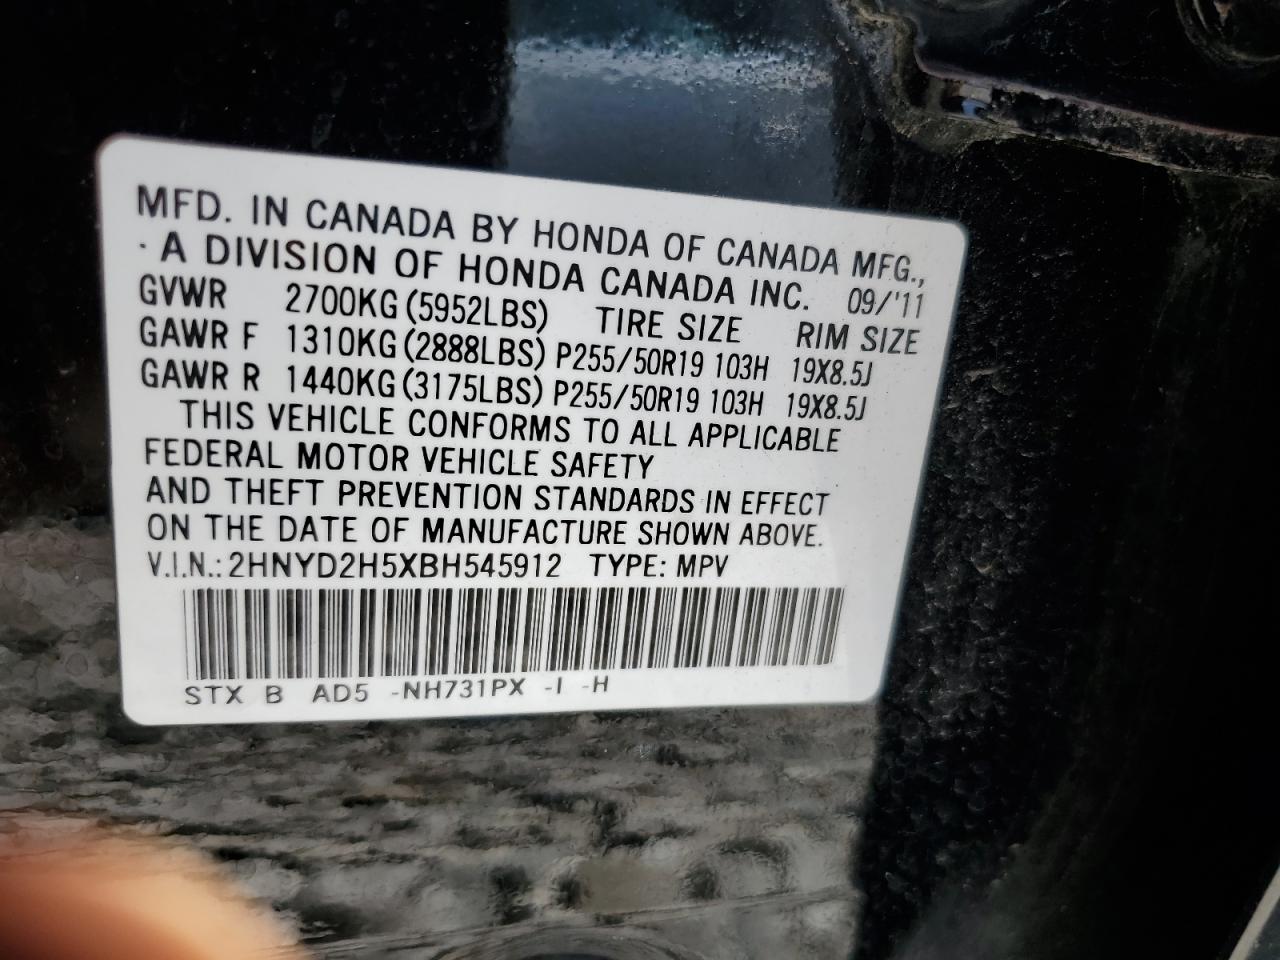 MFD. IN CANADA BY HONDA OF CANADA MFG.,
· A DIVISION OF HONDA CANADA INC. 09/'11
GVWR 2700KG (5952LBS) TIRE SIZE RIM SIZE
GAWR F 1310KG (2888LBS) P255/50R19 103H 19X8.5J
GAWR R 1440KG (3175LBS) P255/50R19 103H 19X8.5J
THIS VEHICLE CONFORMS TO ALL APPLICABLE
FEDERAL MOTOR VEHICLE SAFETY
AND THEFT PREVENTION STANDARDS IN EFFECT
ON THE DATE OF MANUFACTURE SHOWN ABOVE.
V.I.N.: 2HNYD2H5XBH545912 TYPE: MPV
STX B AD5 -NH731PX -I -H